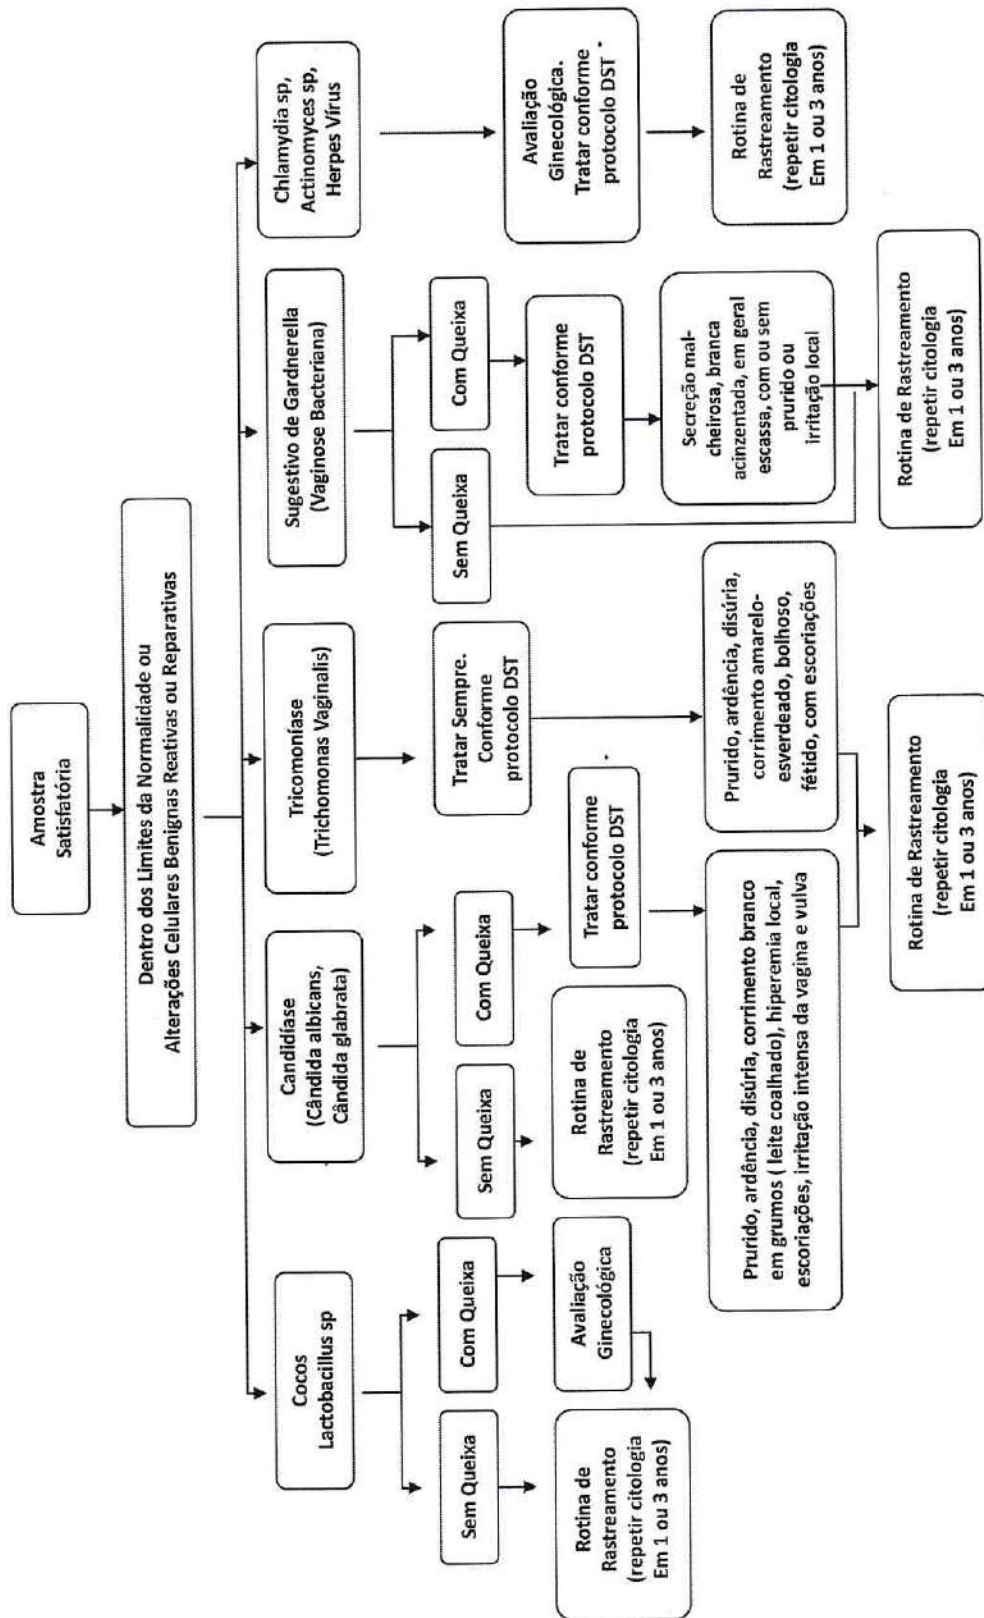 Amostra
Satisfatória
Dentro dos Limites da Normalidade ou
Alterações Celulares Benignas Reativas ou Reparativas
Cocos
Lactobacillus sp
Candidíase
(Cândida albicans,
Cândida glabrata)
Tricomoníase
(Trichomonas Vaginalis)
Sugestivo de Gardnerella
(Vaginose Bacteriana)
Chlamydia sp,
Actinomyces sp,
Herpes Vírus
Sem Queixa
Com Queixa
Sem Queixa
Com Queixa
Tratar Sempre.
Conforme
protocolo DST
Sem Queixa
Com Queixa
Avaliação
Ginecológica.
Tratar conforme
protocolo DST
Rotina de
Rastreamento
(repetir citologia
Em 1 ou 3 anos)
Avaliação
Ginecológica
Rotina de
Rastreamento
(repetir citologia
Em 1 ou 3 anos)
Tratar conforme
protocolo DST
Tratar conforme
protocolo DST
Prurido, ardência, disúria, corrimento branco
em grumos ( leite coalhado), hiperemia local,
escoriações, irritação intensa da vagina e vulva
Prurido, ardência, disúria,
corrimento amarelo-
esverdeado, bolhoso,
fétido, com escoriações
Secreção mal-
cheirosa, branca
acinzentada, em geral
escassa, com ou sem
prurido ou
irritação local
Rotina de
Rastreamento
(repetir citologia
Em 1 ou 3 anos)
Rotina de Rastreamento
(repetir citologia
Em 1 ou 3 anos)
Rotina de Rastreamento
(repetir citologia
Em 1 ou 3 anos)